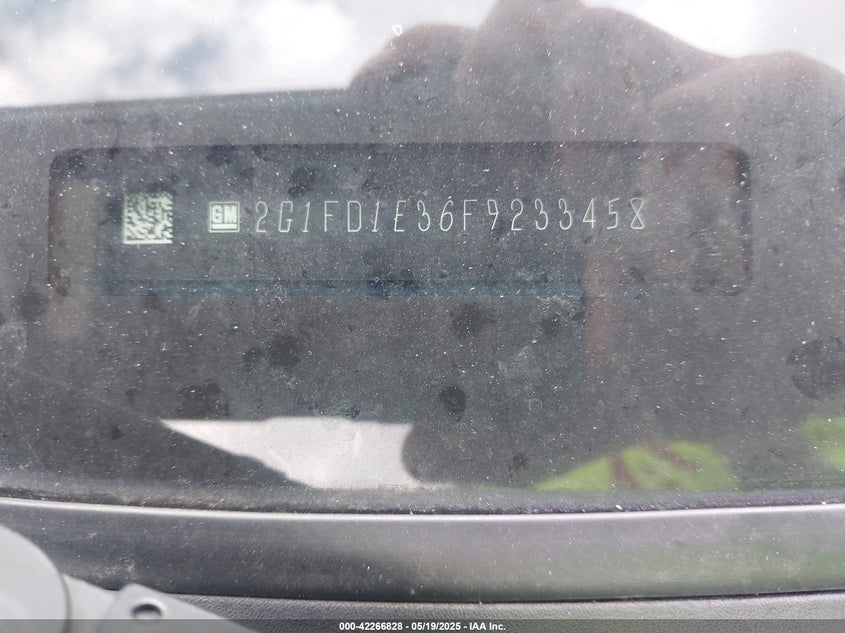 GM 2G1FD1E36F9233458
000-42266828 - 05/19/2025 - IAA Inc.